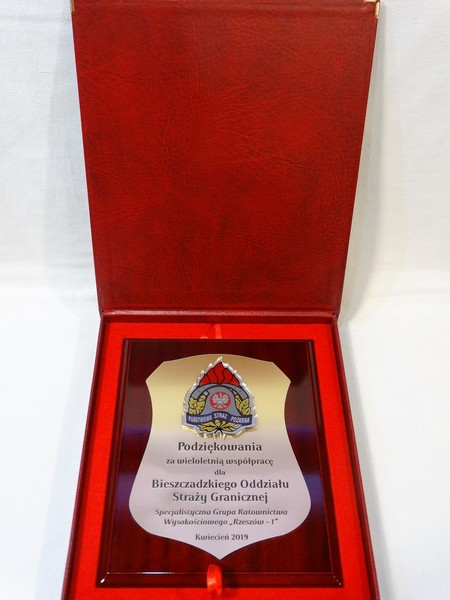 PAŃSTWOWA STRAŻ POŻARNA
Podziękowania
za wieloletnią współpracę
dla
Bieszczadzkiego Oddziału
Straży Granicznej
Specjalistyczna Grupa Ratownictwa
Wysokościowego „Rzeszów - 1"
Kwiecień 2019